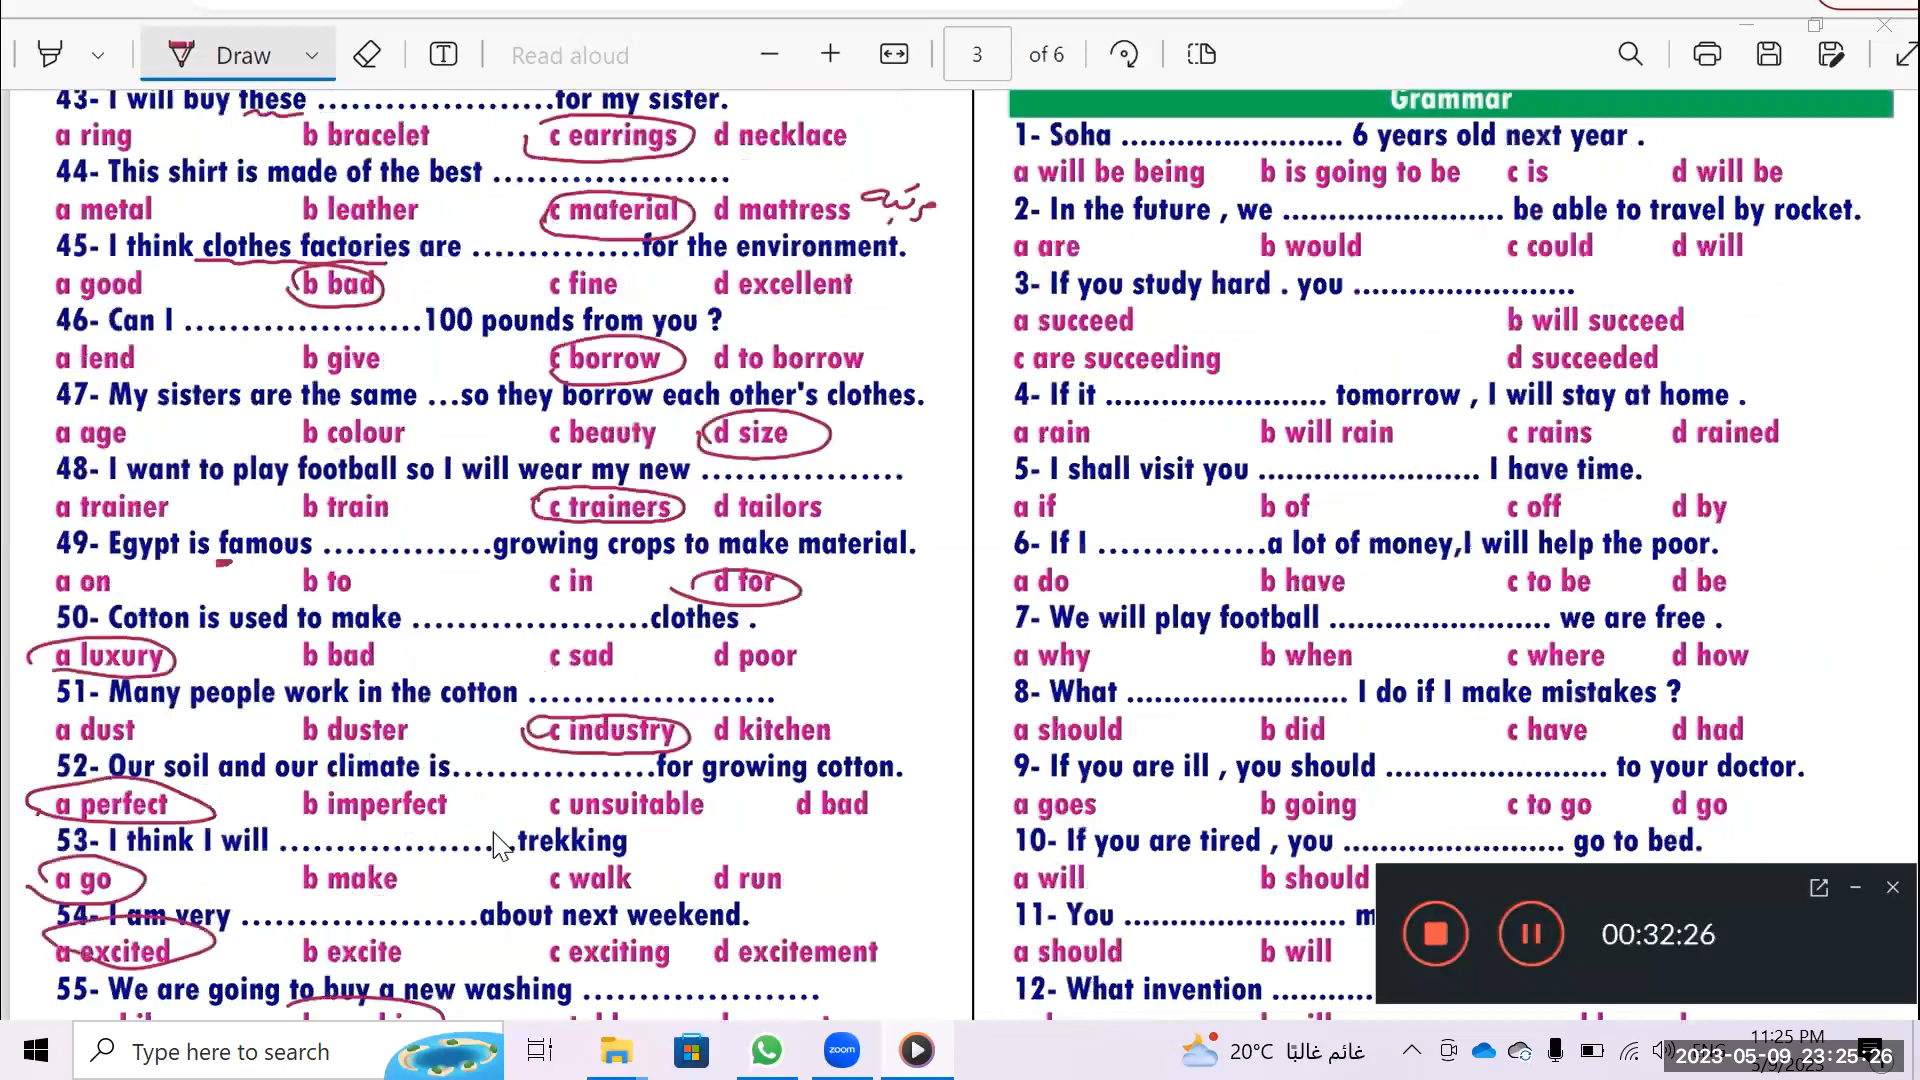 Draw
Read aloud
3 of 6
43- I will buy these ......................for my sister.
a ring b bracelet c earrings d necklace
44- This shirt is made of the best ......................
a metal b leather c material d mattress مرتبه
45- I think clothes factories are ................for the environment.
a good b bad c fine d excellent
46- Can I ......................100 pounds from you ?
a lend b give c borrow d to borrow
47- My sisters are the same ...so they borrow each other's clothes.
a age b colour c beauty d size
48- I want to play football so I will wear my new ...................
a trainer b train c trainers d tailors
49- Egypt is famous ................growing crops to make material.
a on b to c in d for
50- Cotton is used to make ......................clothes .
a luxury b bad c sad d poor
51- Many people work in the cotton .......................
a dust b duster c industry d kitchen
52- Our soil and our climate is...................for growing cotton.
a perfect b imperfect c unsuitable d bad
53- I think I will ......................trekking
a go b make c walk d run
54- I am very ......................about next weekend.
a excited b excite c exciting d excitement
55- We are going to buy a new washing ......................
Grammar
1- Soha ...................... 6 years old next year .
a will be being b is going to be c is d will be
2- In the future , we ...................... be able to travel by rocket.
a are b would c could d will
3- If you study hard . you ......................
a succeed b will succeed
c are succeeding d succeeded
4- If it ...................... tomorrow , I will stay at home .
a rain b will rain c rains d rained
5- I shall visit you ...................... I have time.
a if b of c off d by
6- If I ................a lot of money,I will help the poor.
a do b have c to be d be
7- We will play football ...................... we are free .
a why b when c where d how
8- What ...................... I do if I make mistakes ?
a should b did c have d had
9- If you are ill , you should ...................... to your doctor.
a goes b going c to go d go
10- If you are tired , you ...................... go to bed.
a will b should
11- You ......................
a should b will
12- What invention ............
00:32:26
Type here to search
zoom
20°C غائم غالبًا
11:25 PM
2023-05-09 23:25:26